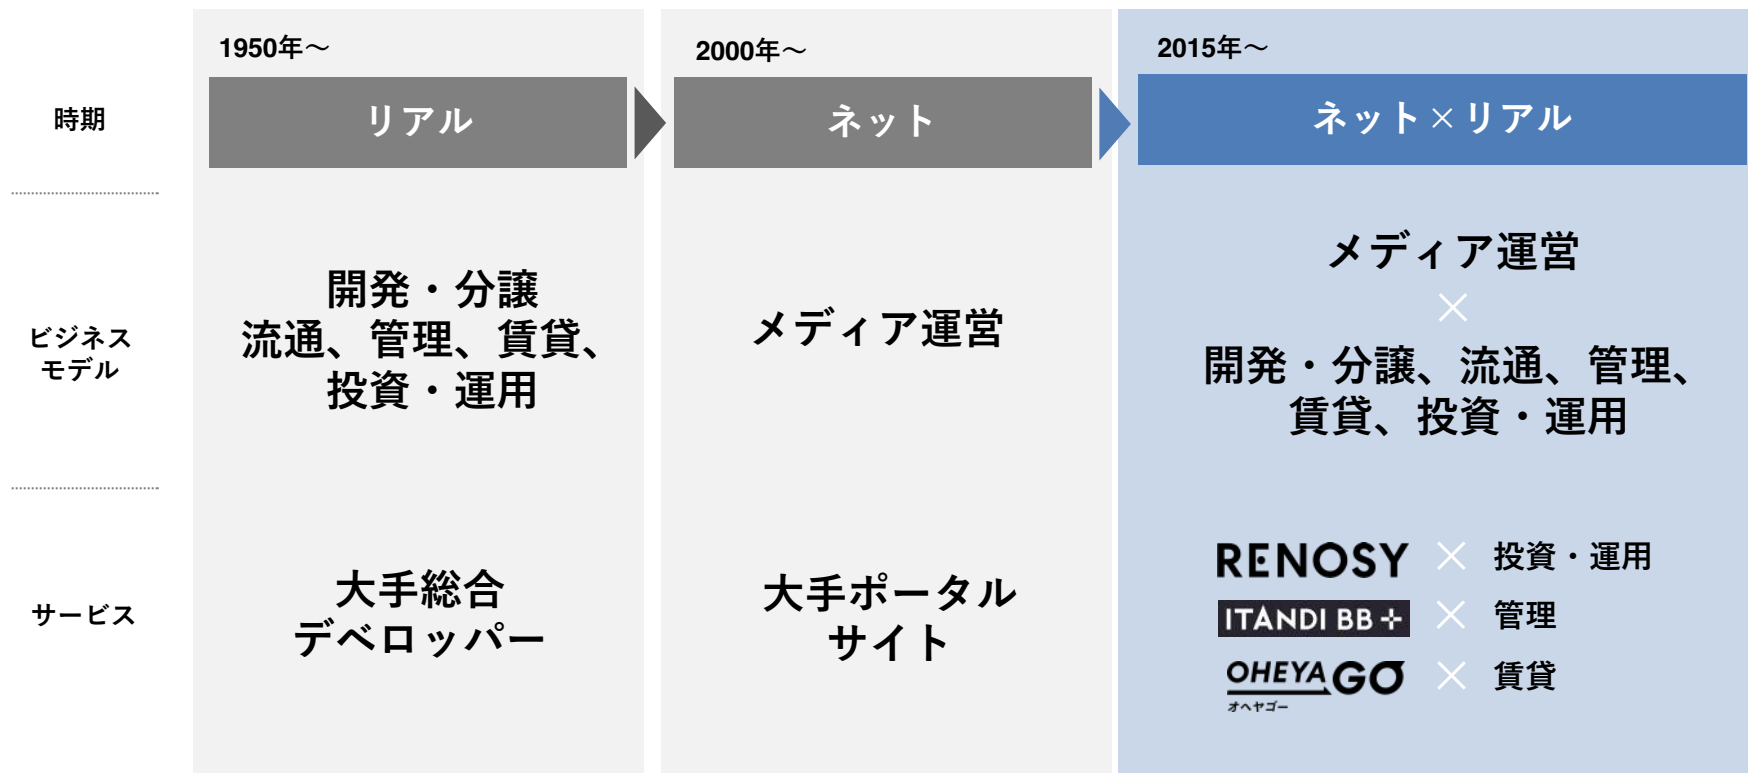 1950年～
2000年～
2015年～
時期
リアル
ネット
ネット×リアル
ビジネス
モデル
開発・分譲
流通、管理、賃貸、
投資・運用
メディア運営
メディア運営
×
開発・分譲、流通、管理、
賃貸、投資・運用
サービス
大手総合
デベロッパー
大手ポータル
サイト
RENOSY × 投資・運用
ITANDI BB + × 管理
OHEYAGO × 賃貸
オヘヤゴー